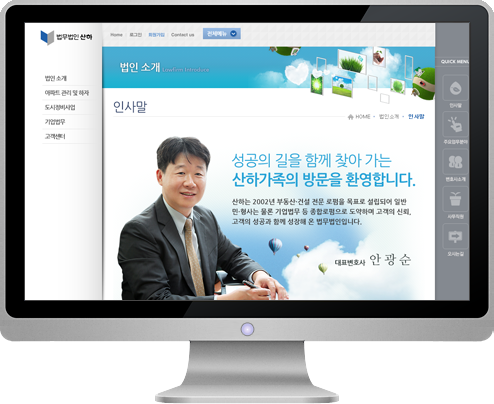 법무법인 산하
Home 로그인 회원가입 Contact us 전체메뉴
법인 소개
QUICK MENU
인사말
HOME 법인소개 인사말
법인 소개
아파트 관리 및 하자
도시정비사업
기업법무
고객센터
성공의 길을 함께 찾아 가는
산하가족의 방문을 환영합니다.
산하는 2002년 부동산·건설 전문 로펌을 목표로 설립되어 일반
민·형사는 물론 기업법무 등 종합로펌으로 도약하며 고객의 신뢰,
고객의 성공과 함께 성장해 온 법무법인입니다.
대표변호사 안광순
인사말
주요업무분야
변호사소개
오시는길